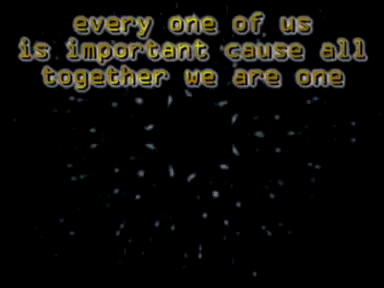 every one of us
is important cause all
together we are one